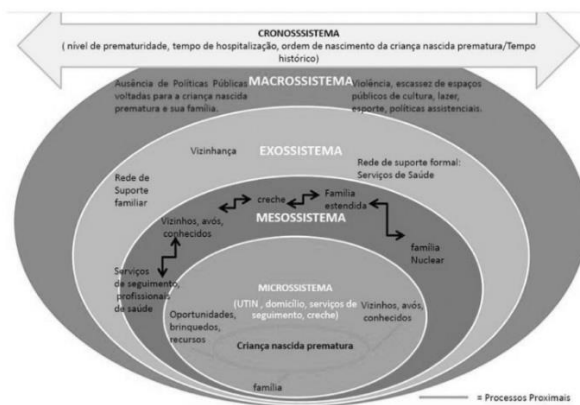 CRONOSSSISTEMA
( nível de prematuridade, tempo de hospitalização, ordem de nascimento da criança nascida prematura/Tempo
histórico)
Ausência de Políticas Públicas
voltadas para a criança nascida
prematura e sua família.
MACROSSISTEMA
Violência, escassez de espaços
públicos de cultura, lazer,
esporte, políticas assistenciais.
Vizinhança
EXOSSISTEMA
Rede de
Suporte
familiar
Rede de suporte formal:
Serviços de Saúde
creche
Família
estendida
Vizinhos, avós,
conhecidos
MESOSSISTEMA
família
Nuclear
Serviços
de seguimento,
profissionais
de saúde
MICROSSISTEMA
(UTIN , domicílio, serviços de
seguimento, creche)
Oportunidades,
brinquedos,
recursos
Vizinhos, avós,
conhecidos
Criança nascida prematura
família
= Processos Proximais